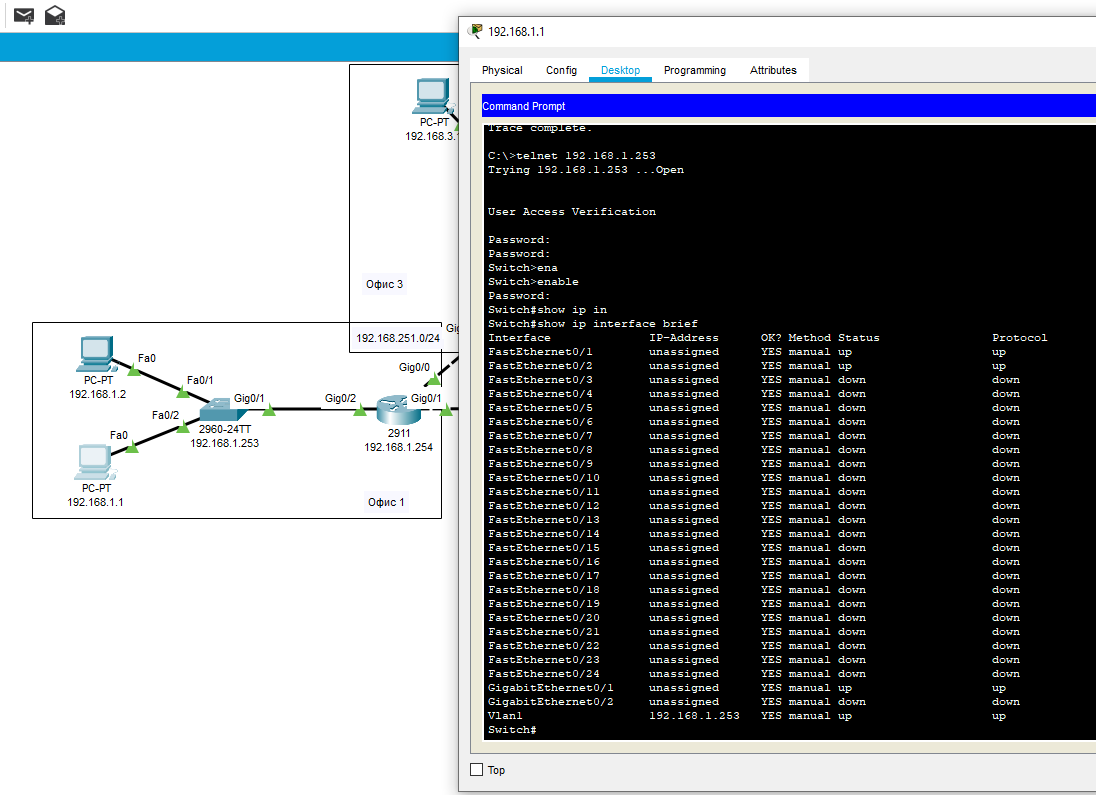 192.168.1.1
Physical Config Desktop Programming Attributes
Command Prompt
Trace complete.
C:\>telnet 192.168.1.253
Trying 192.168.1.253 ...Open
User Access Verification
Password:
Password:
Switch>ena
Switch>enable
Password:
Switch#show ip in
Switch#show ip interface brief
Interface IP-Address OK? Method Status Protocol
FastEthernet0/1 unassigned YES manual up up
FastEthernet0/2 unassigned YES manual up up
FastEthernet0/3 unassigned YES manual down down
FastEthernet0/4 unassigned YES manual down down
FastEthernet0/5 unassigned YES manual down down
FastEthernet0/6 unassigned YES manual down down
FastEthernet0/7 unassigned YES manual down down
FastEthernet0/8 unassigned YES manual down down
FastEthernet0/9 unassigned YES manual down down
FastEthernet0/10 unassigned YES manual down down
FastEthernet0/11 unassigned YES manual down down
FastEthernet0/12 unassigned YES manual down down
FastEthernet0/13 unassigned YES manual down down
FastEthernet0/14 unassigned YES manual down down
FastEthernet0/15 unassigned YES manual down down
FastEthernet0/16 unassigned YES manual down down
FastEthernet0/17 unassigned YES manual down down
FastEthernet0/18 unassigned YES manual down down
FastEthernet0/19 unassigned YES manual down down
FastEthernet0/20 unassigned YES manual down down
FastEthernet0/21 unassigned YES manual down down
FastEthernet0/22 unassigned YES manual down down
FastEthernet0/23 unassigned YES manual down down
FastEthernet0/24 unassigned YES manual down down
GigabitEthernet0/1 unassigned YES manual up up
GigabitEthernet0/2 unassigned YES manual down down
Vlan1 192.168.1.253 YES manual up up
Switch#
Top
PC-PT
192.168.3.
Офис 3
192.168.251.0/24
Gig0/0
Fa0
PC-PT
192.168.1.2
Fa0/1
Gig0/1
Gig0/2
Gig0/1
Fa0/2
2960-24TT
192.168.1.253
2911
192.168.1.254
Fa0
PC-PT
192.168.1.1
Офис 1